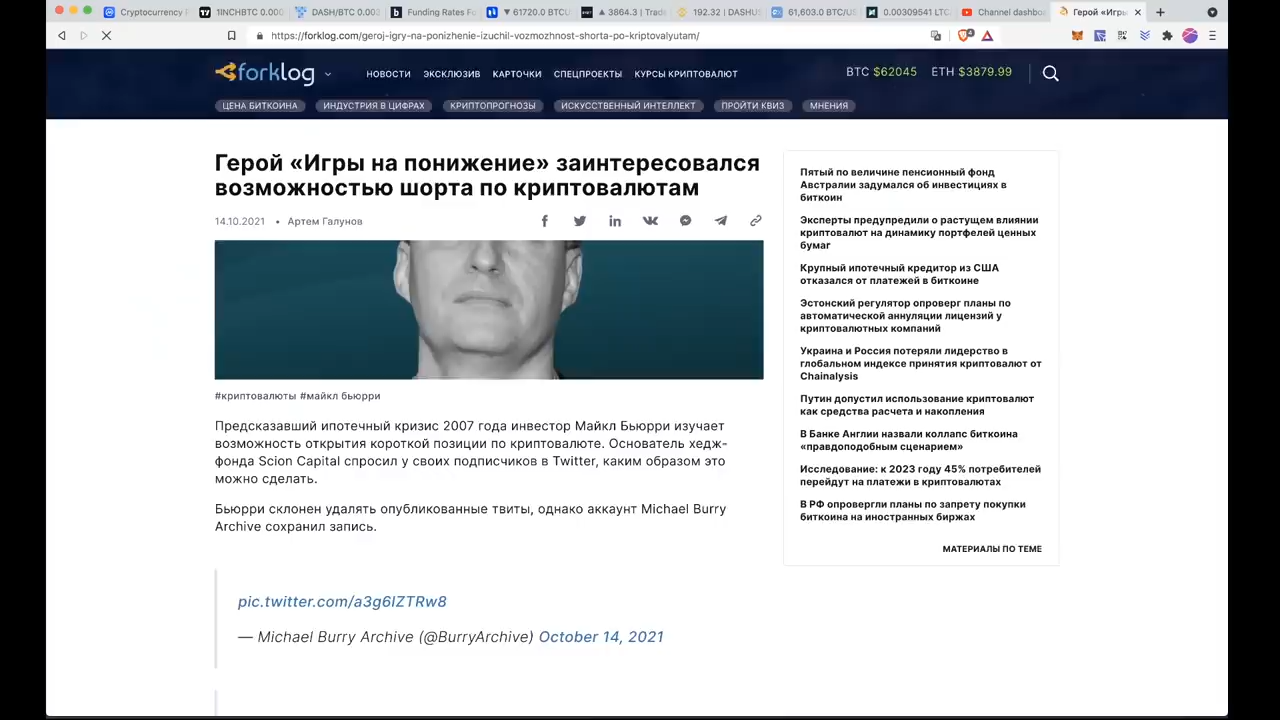 Cryptocurrency
1INCHBTC 0.000
DASH/BTC 0.003
Funding Rates Fo
▼ 61720.0 BTCU
▲ 3864.3 | Trade
192.32 | DASHUS
61,603.0 BTC/US
0.00309541 LTC
Channel dashboa
Герой «Игры
https://forklog.com/geroj-igry-na-ponizhenie-izuchil-vozmozhnost-shorta-po-kriptovalyutam/
forklog
НОВОСТИ ЭКСКЛЮЗИВ КАРТОЧКИ СПЕЦПРОЕКТЫ КУРСЫ КРИПТОВАЛЮТ
BTC $62045 ETH $3879.99
ЦЕНА БИТКОИНА ИНДУСТРИЯ В ЦИФРАХ КРИПТОПРОГНОЗЫ ИСКУССТВЕННЫЙ ИНТЕЛЛЕКТ ПРОЙТИ КВИЗ МНЕНИЯ
Герой «Игры на понижение» заинтересовался
возможностью шорта по криптовалютам
14.10.2021 • Артем Галунов
#криптовалюты #майкл бьюрри
Предсказавший ипотечный кризис 2007 года инвестор Майкл Бьюрри изучает
возможность открытия короткой позиции по криптовалюте. Основатель хедж-
фонда Scion Capital спросил у своих подписчиков в Twitter, каким образом это
можно сделать.
Бьюрри склонен удалять опубликованные твиты, однако аккаунт Michael Burry
Archive сохранил запись.
pic.twitter.com/a3g6lZTRw8
— Michael Burry Archive (@BurryArchive) October 14, 2021
Пятый по величине пенсионный фонд
Австралии задумался об инвестициях в
биткоин
Эксперты предупредили о растущем влиянии
криптовалют на динамику портфелей ценных
бумаг
Крупный ипотечный кредитор из США
отказался от платежей в биткоине
Эстонский регулятор опроверг планы по
автоматической аннуляции лицензий у
криптовалютных компаний
Украина и Россия потеряли лидерство в
глобальном индексе принятия криптовалют от
Chainalysis
Путин допустил использование криптовалют
как средства расчета и накопления
В Банке Англии назвали коллапс биткоина
«правдоподобным сценарием»
Исследование: к 2023 году 45% потребителей
перейдут на платежи в криптовалютах
В РФ опровергли планы по запрету покупки
биткоина на иностранных биржах
МАТЕРИАЛЫ ПО ТЕМЕ